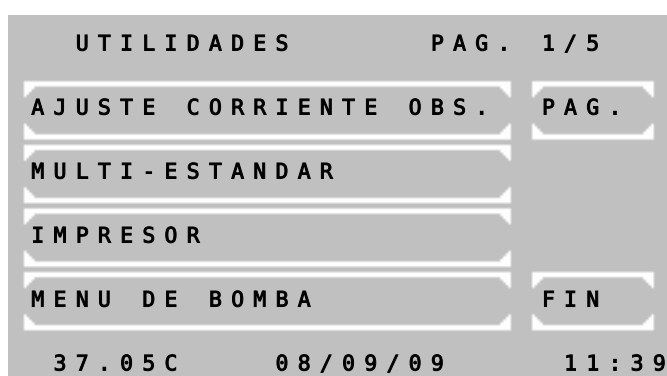 UTILIDADES PAG. 1/5
AJUSTE CORRIENTE OBS. PAG.
MULTI-ESTANDAR
IMPRESOR
MENU DE BOMBA FIN
37.05C 08/09/09 11:39